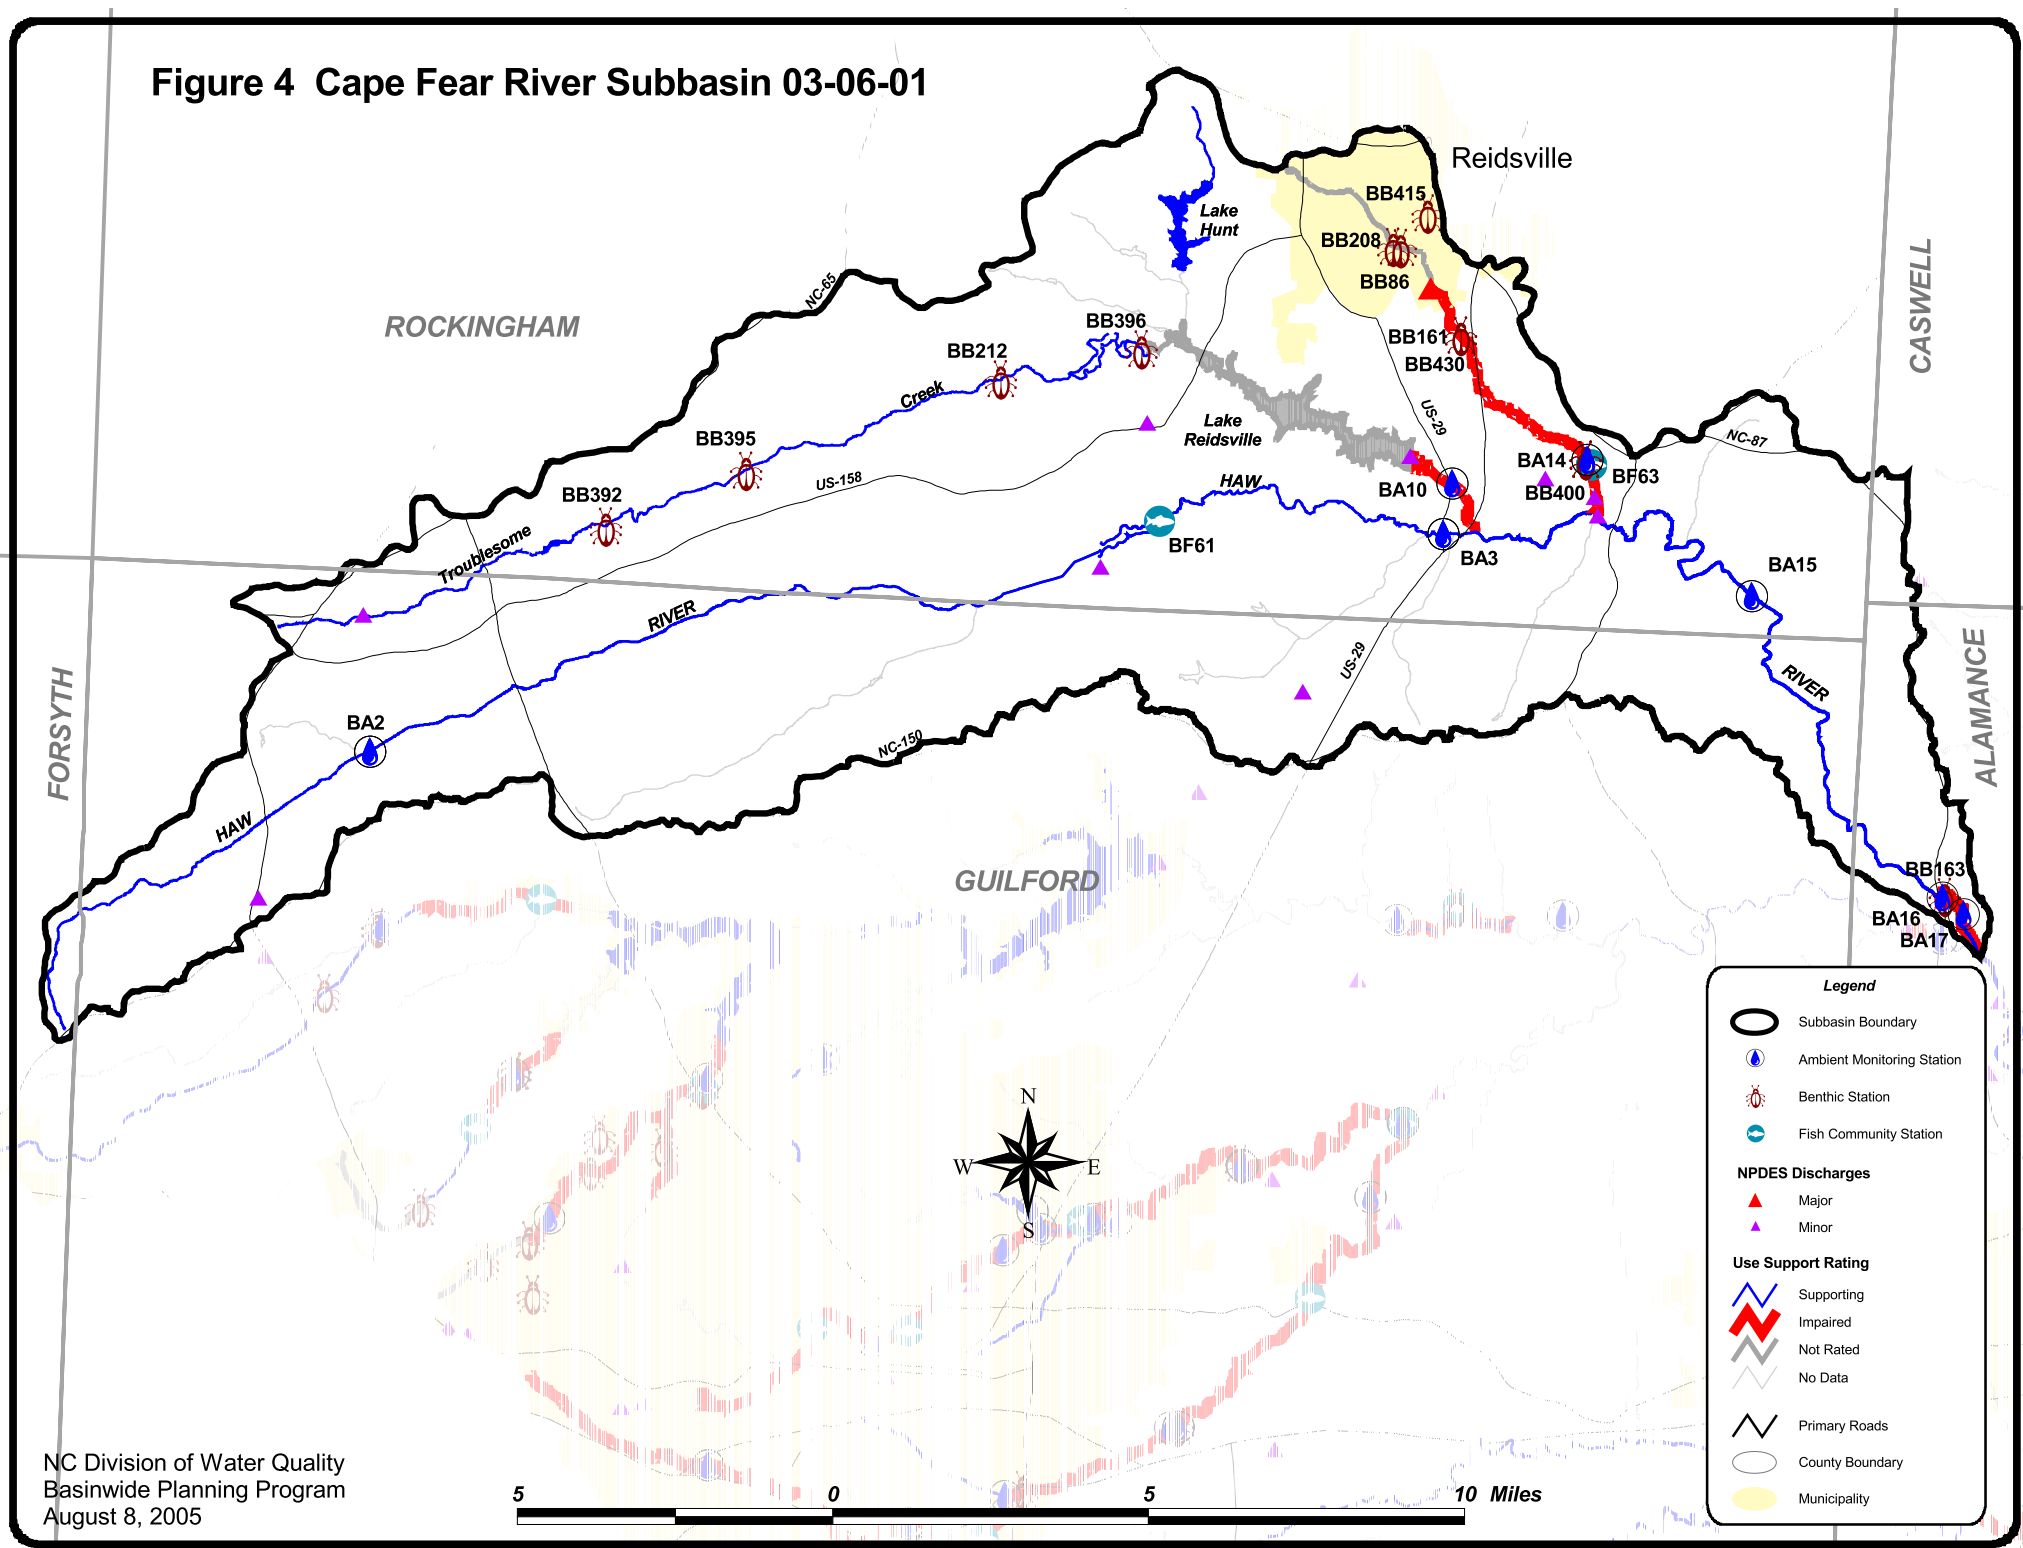 Figure 4  Cape Fear River Subbasin 03-06-01
Reidsville
BB415
Lake
Hunt
BB208
BB86
CASWELL
ROCKINGHAM
NC-65
BB396
BB161
BB430
BB212
Creek
US-29
Lake
Reidsville
NC-87
BB395
US-158
BA14
BF63
HAW
BA10
BB400
BB392
Troublesome
BF61
BA3
BA15
RIVER
US-29
RIVER
FORSYTH
ALAMANCE
BA2
NC-150
HAW
GUILFORD
BB163
BA16
BA17
Legend
Subbasin Boundary
Ambient Monitoring Station
Benthic Station
Fish Community Station
NPDES Discharges
Major
Minor
Use Support Rating
Supporting
Impaired
Not Rated
No Data
Primary Roads
County Boundary
Municipality
N
W
E
S
NC Division of Water Quality
Basinwide Planning Program
August 8, 2005
5 0 5 10 Miles